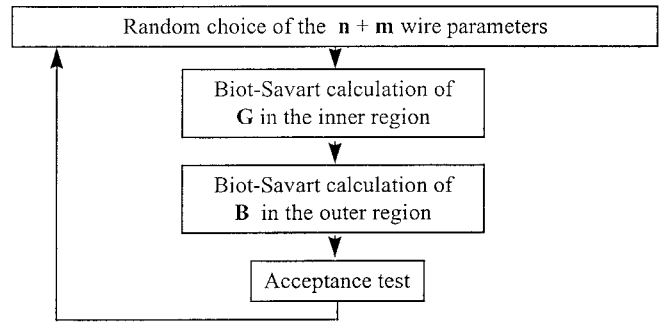 Random choice of the n + m wire parameters
Biot-Savart calculation of
G in the inner region
Biot-Savart calculation of
B in the outer region
Acceptance test